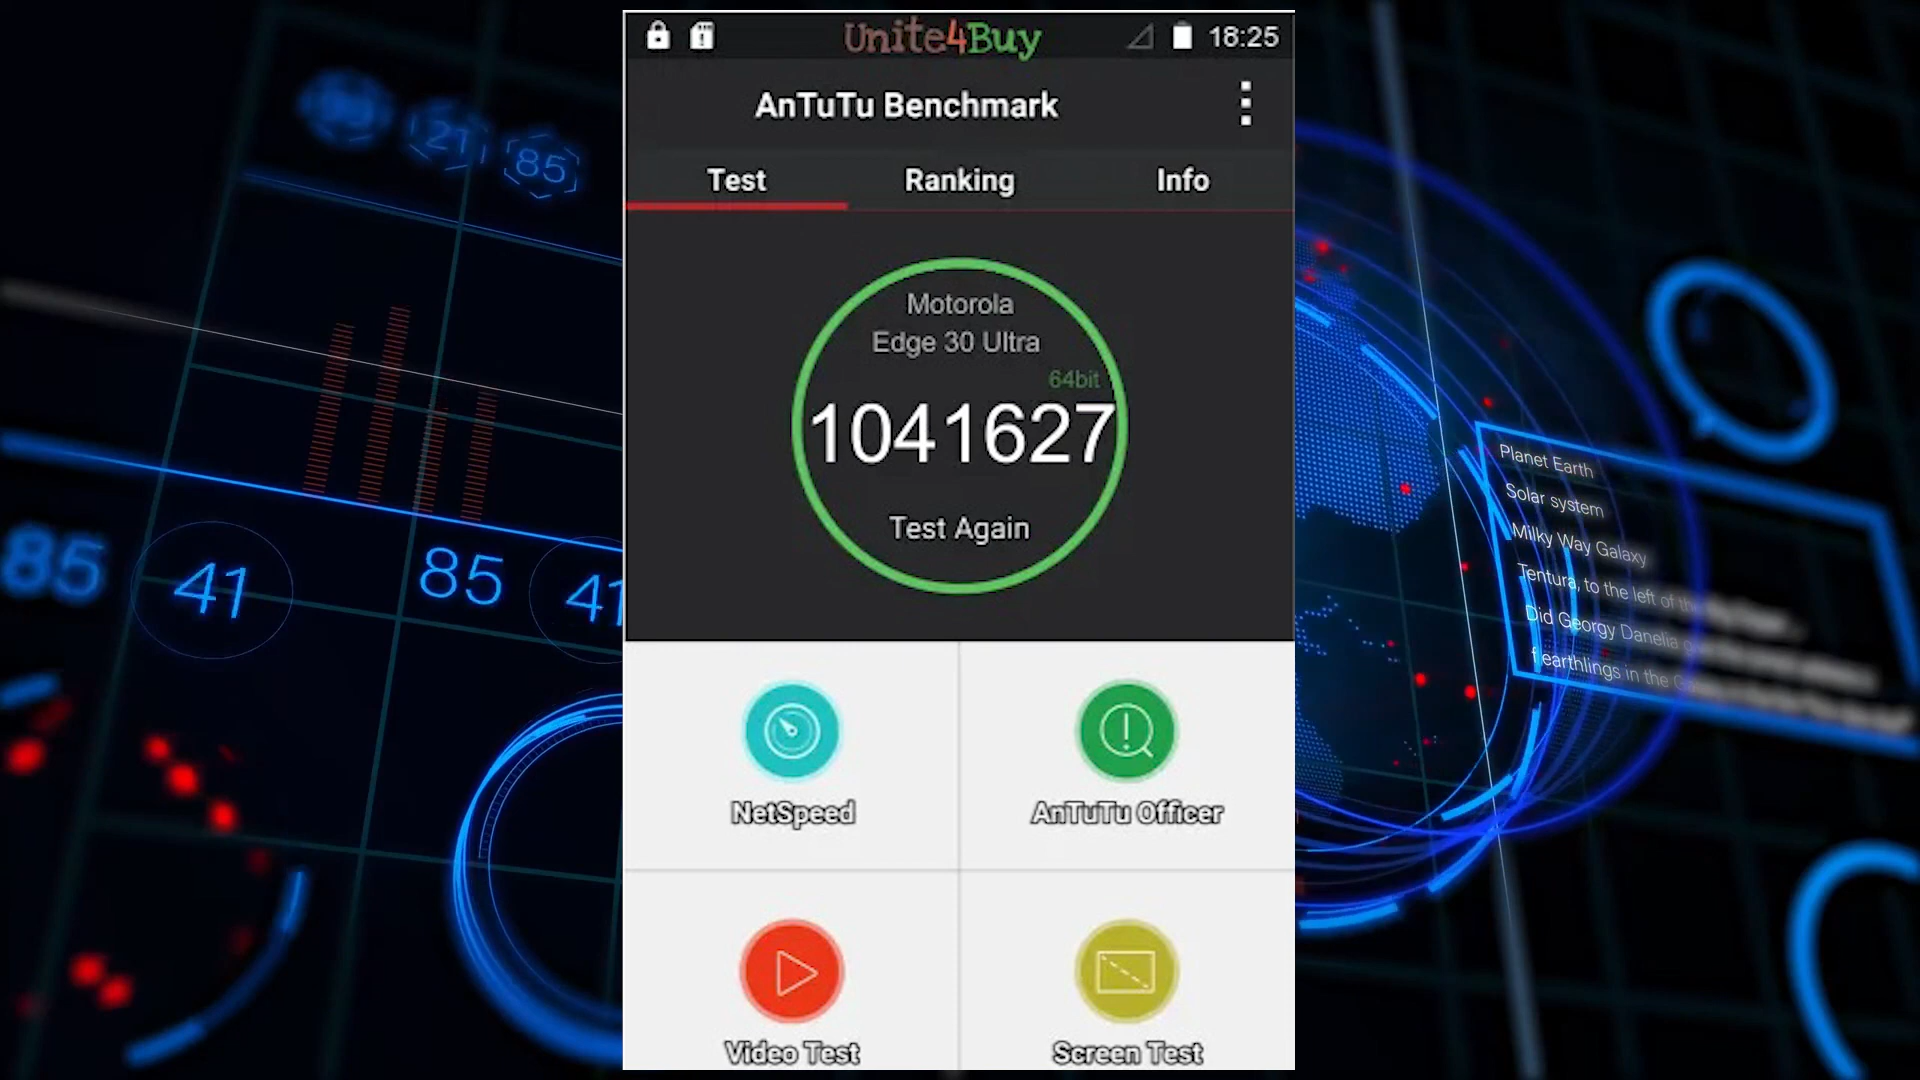 Unite4Buy
18:25
AnTuTu Benchmark
Test
Ranking
Info
Motorola
Edge 30 Ultra
64bit
1041627
Test Again
NetSpeed
AnTuTu Officer
Video Test
Screen Test
21
85
85
41
85
41
Planet Earth
Solar system
Milky Way Galaxy
Tentura, to the left of
Did Georgy Danelia
f earthlings in the